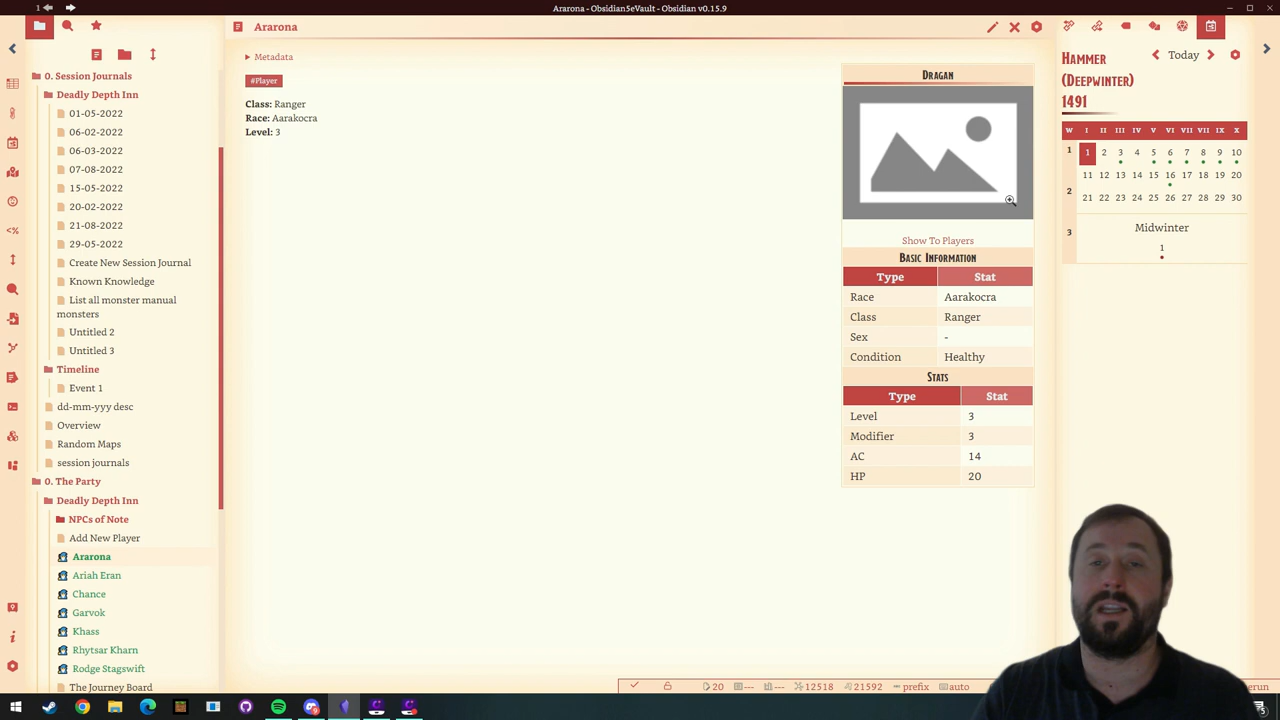 1
Ararona - Obsidian5eVault - Obsidian v0.15.9
0. Session Journals
Deadly Depth Inn
01-05-2022
06-02-2022
06-03-2022
07-08-2022
15-05-2022
20-02-2022
21-08-2022
29-05-2022
Create New Session Journal
Known Knowledge
List all monster manual
monsters
Untitled 2
Untitled 3
Timeline
Event 1
dd-mm-yyy desc
Overview
Random Maps
session journals
0. The Party
Deadly Depth Inn
NPCs of Note
Add New Player
Ararona
Ariah Eran
Chance
Garvok
Khass
Rhytsar Kharn
Rodge Stagswift
The Journey Board
<%
Ararona
Metadata
#Player
Class: Ranger
Race: Aarakocra
Level: 3
Dragan
Show To Players
Basic Information
Type Stat
Race Aarakocra
Class Ranger
Sex -
Condition Healthy
Stats
Type Stat
Level 3
Modifier 3
AC 14
HP 20
Hammer
(Deepwinter)
1491
Today
W I II III IV V VI VII VII IX X
1 1 2 3 4 5 6 7 8 9 10
11 12 13 14 15 16 17 18 19 20
2 21 22 23 24 25 26 27 28 29 30
3 Midwinter
1
20 --- --- 12518 21592 prefix auto
erun
5